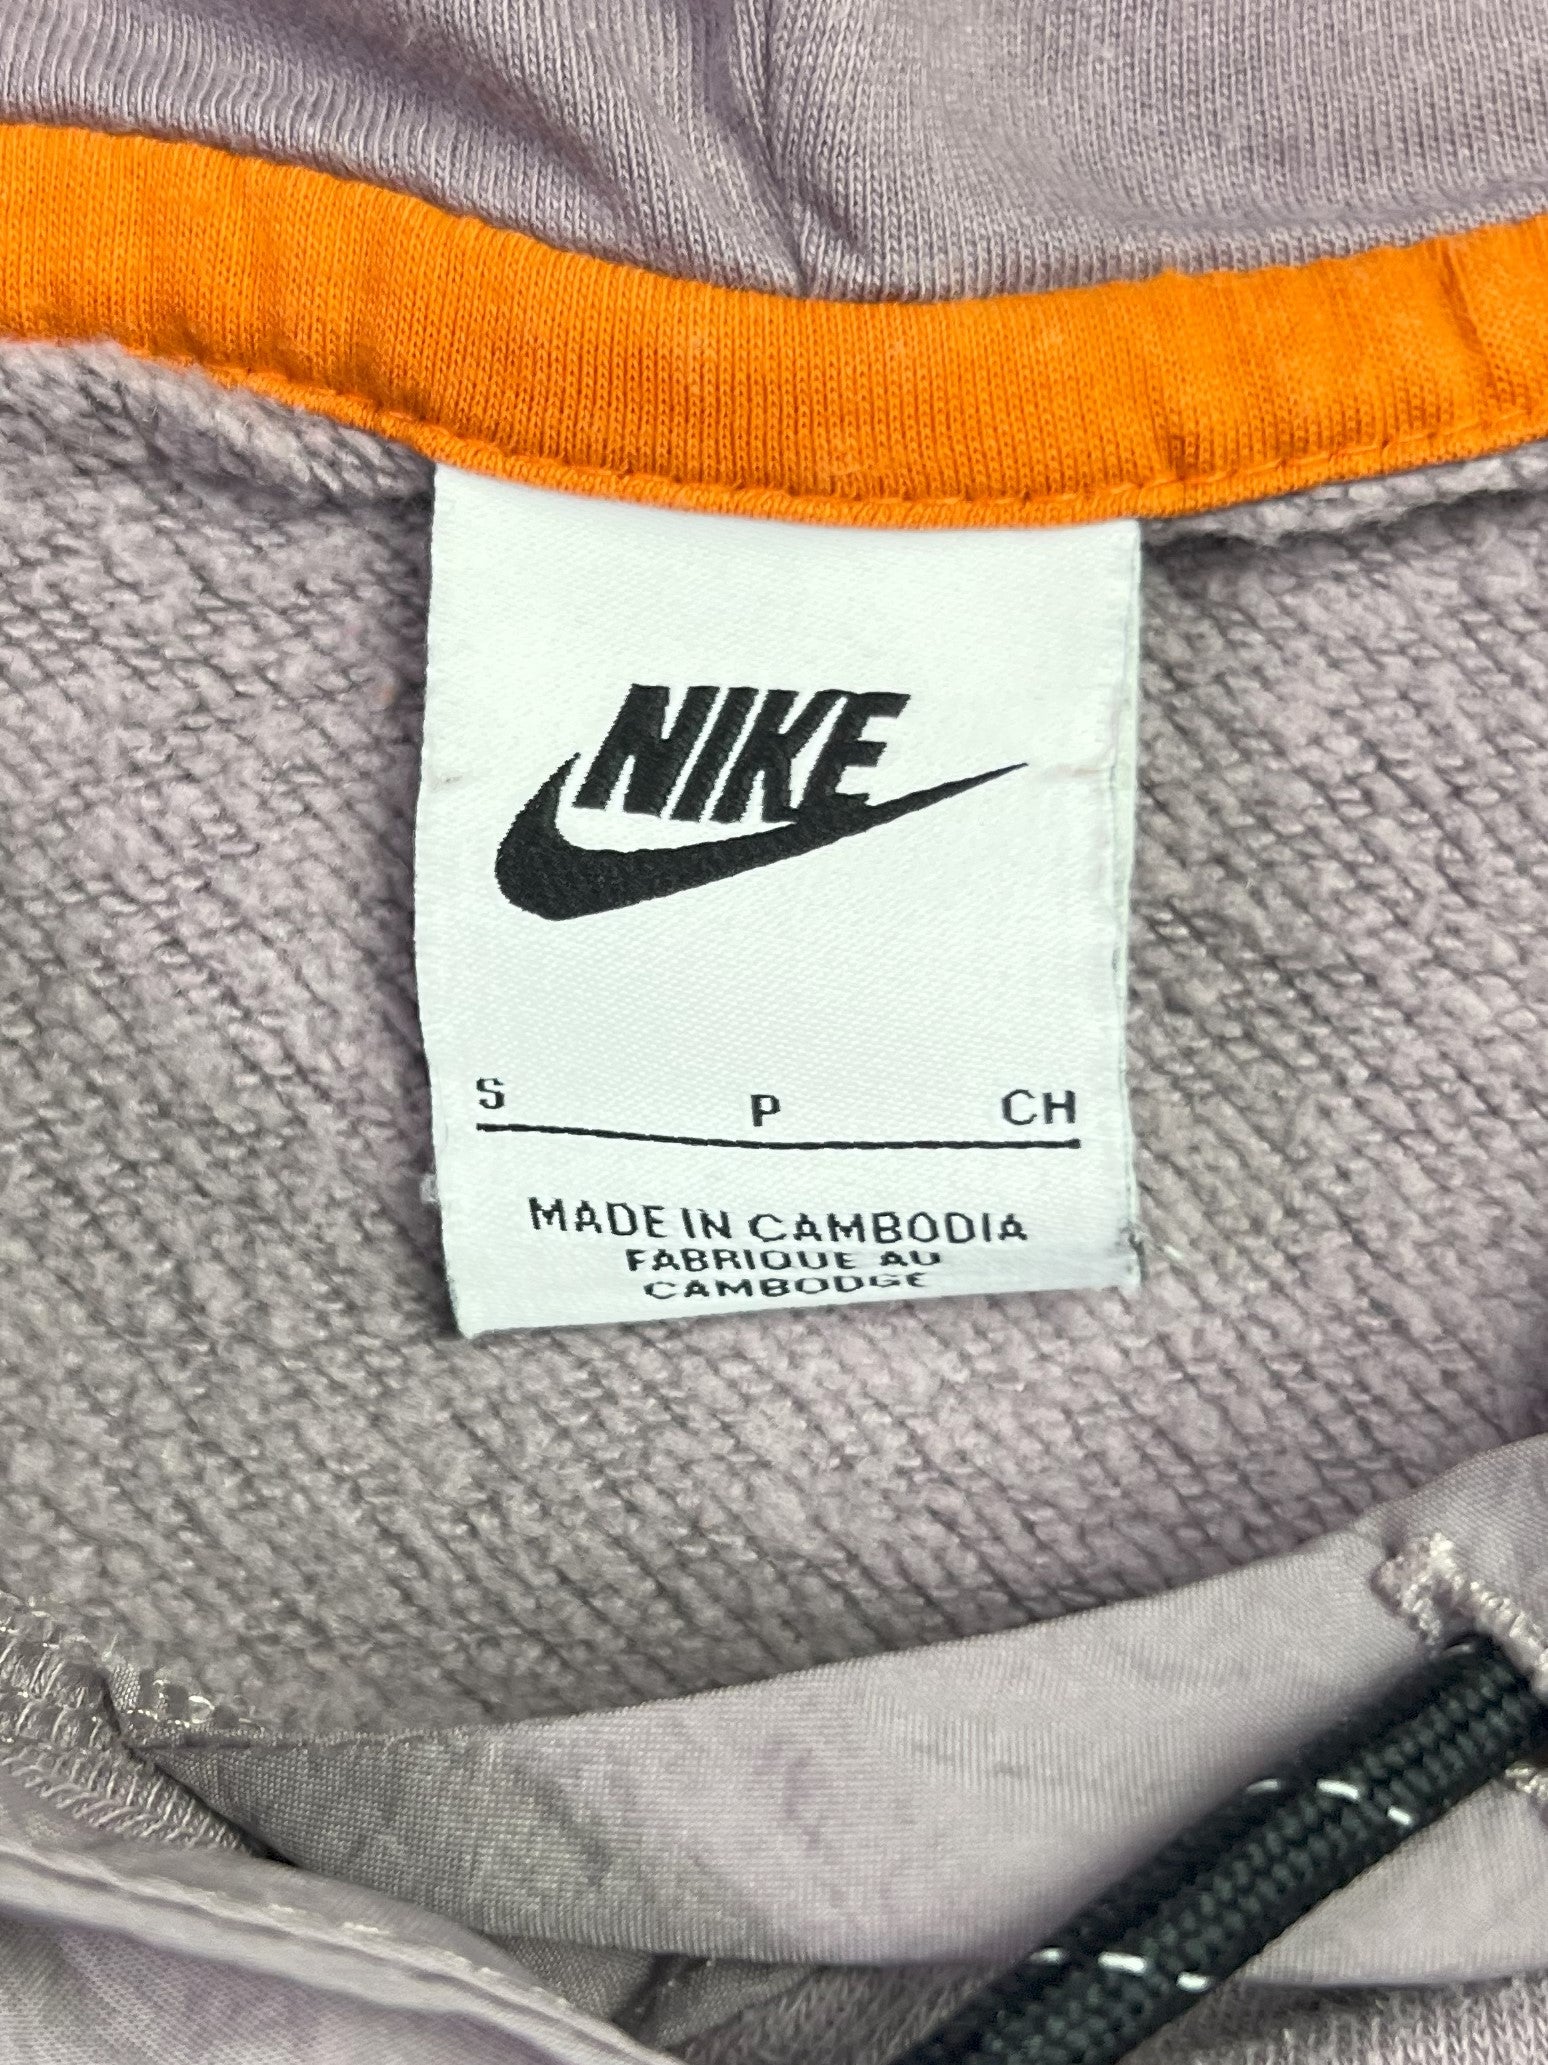 NIKE
S P CH
MADE IN CAMBODIA
FABRIQUE AU
CAMBODGE